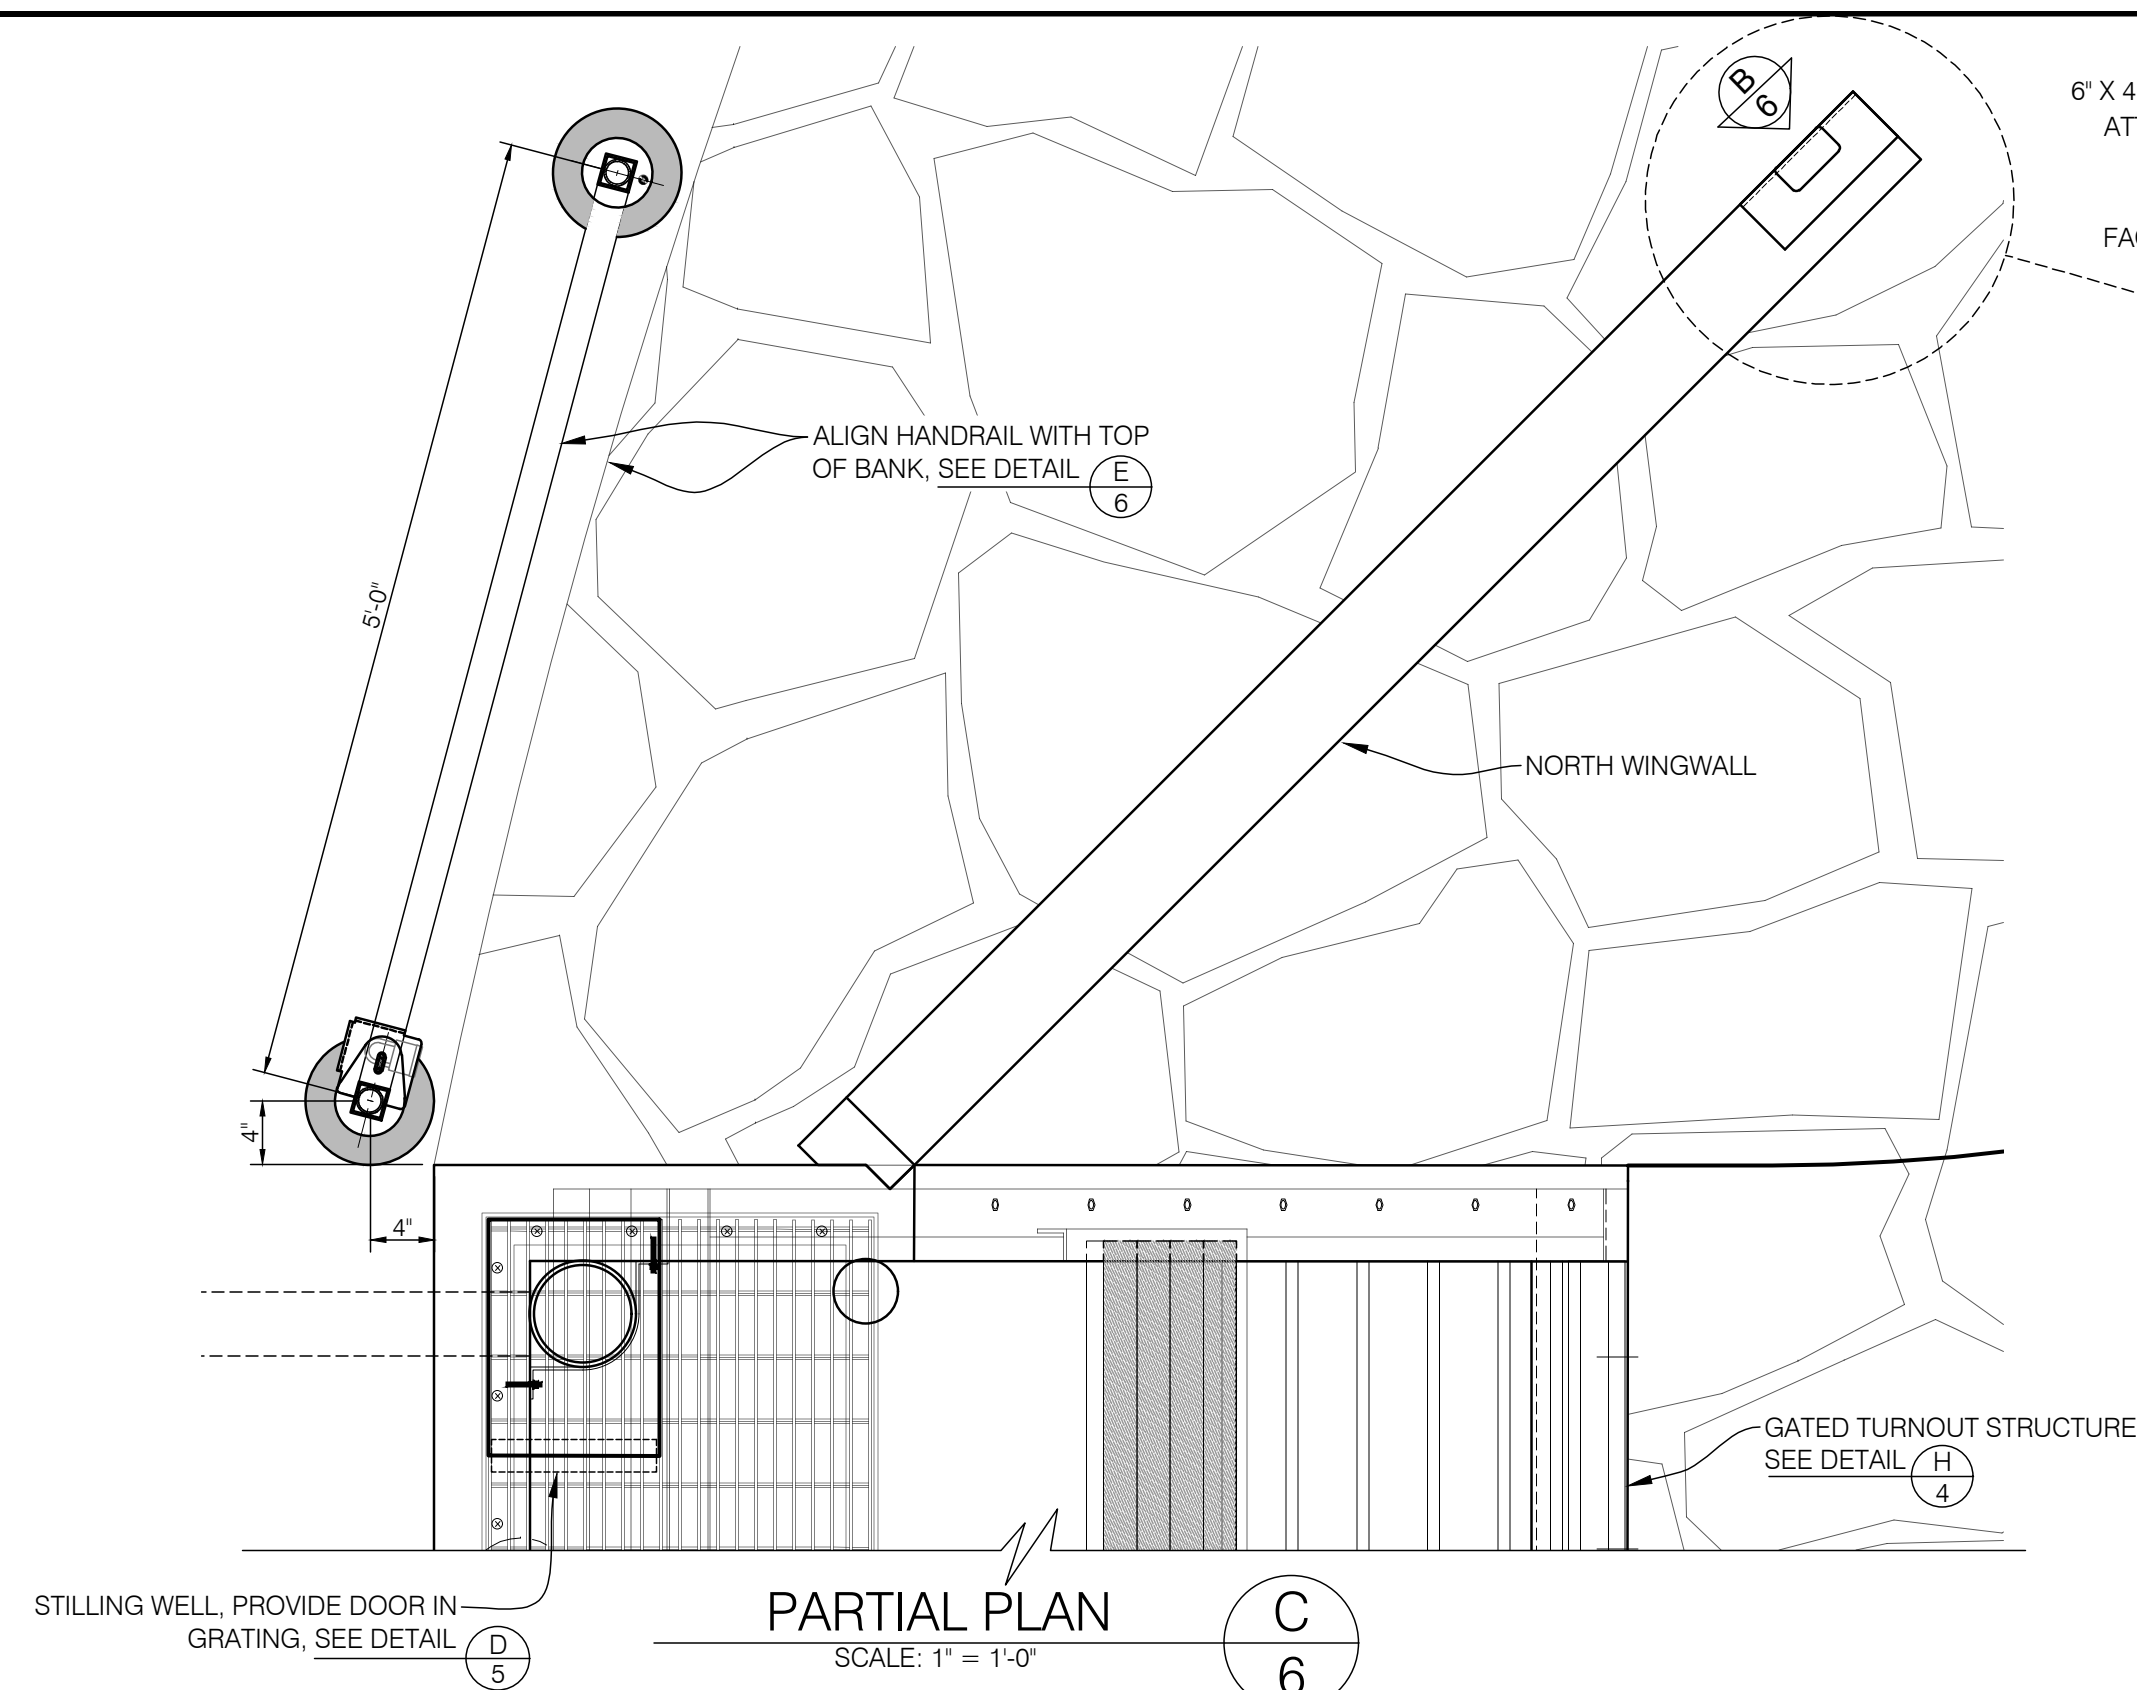 B
6
6" X 4
ATT
FAC
ALIGN HANDRAIL WITH TOP
OF BANK, SEE DETAIL E
6
5'-0"
NORTH WINGWALL
4"
4"
GATED TURNOUT STRUCTURE
SEE DETAIL H
4
STILLING WELL, PROVIDE DOOR IN
GRATING, SEE DETAIL D
5
PARTIAL PLAN C
SCALE: 1" = 1'-0" 6